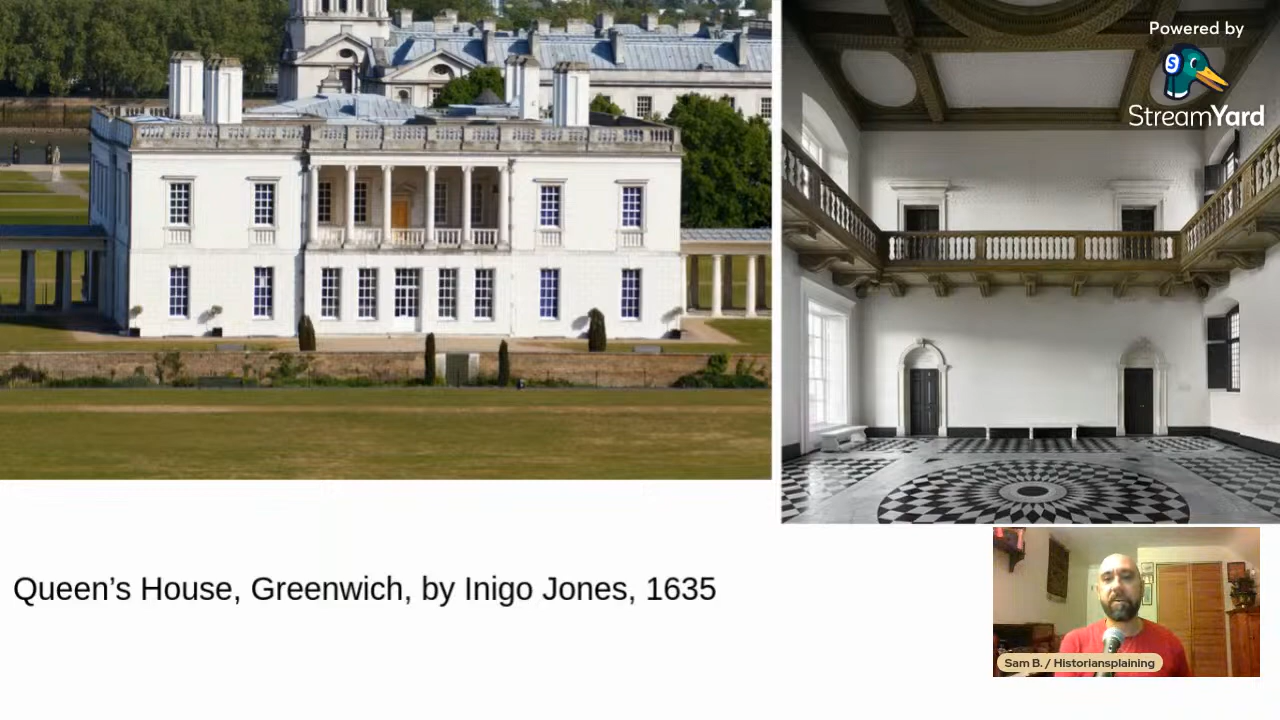 Powered by
StreamYard
Queen’s House, Greenwich, by Inigo Jones, 1635
Sam B. / Historiansplaining